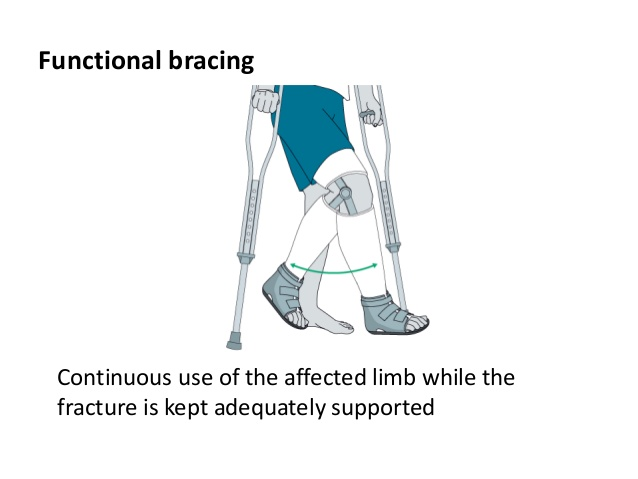 Functional bracing
Continuous use of the affected limb while the
fracture is kept adequately supported